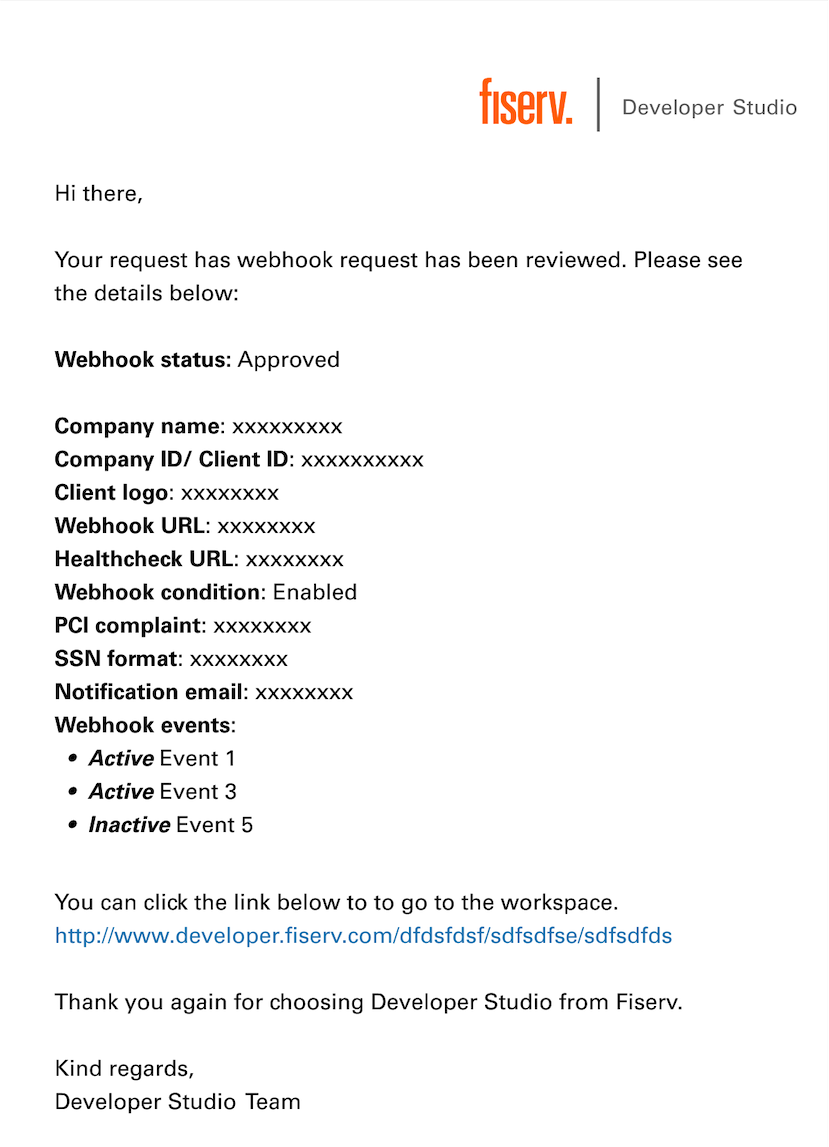 fiserv. | Developer Studio
Hi there,
Your request has webhook request has been reviewed. Please see
the details below:
Webhook status: Approved
Company name: xxxxxxxxx
Company ID/ Client ID: xxxxxxxxxx
Client logo: xxxxxxxx
Webhook URL: xxxxxxxx
Healthcheck URL: xxxxxxxx
Webhook condition: Enabled
PCI complaint: xxxxxxxx
SSN format: xxxxxxxx
Notification email: xxxxxxxx
Webhook events:
• Active Event 1
• Active Event 3
• Inactive Event 5
You can click the link below to to go to the workspace.
http://www.developer.fiserv.com/dfdsfdsf/sdfsdfse/sdfsdfds
Thank you again for choosing Developer Studio from Fiserv.
Kind regards,
Developer Studio Team